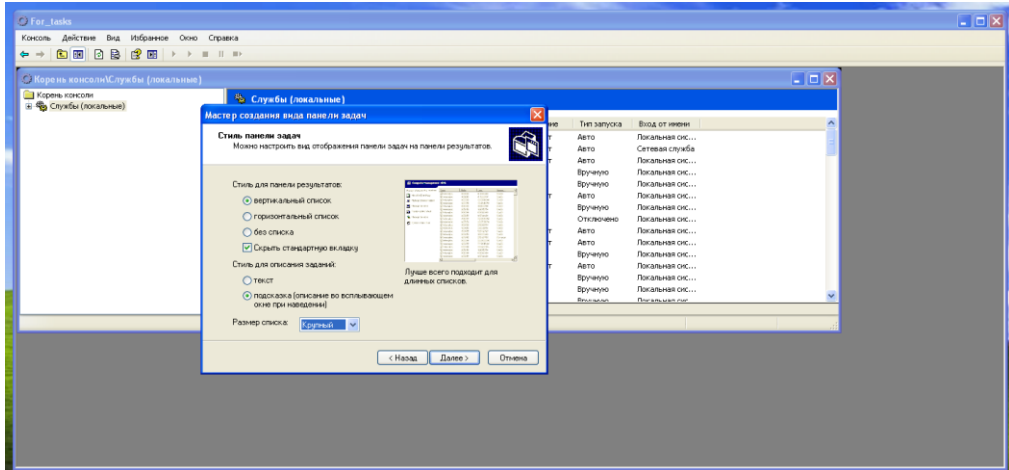 For_tasks
Консоль Действие Вид Избранное Окно Справка
Корень консоли\Службы (локальные)
Корень консоли
Службы (локальные)
Службы (локальные)
Мастер создания вида панели задач
Стиль панели задач
Можно настроить вид отображения панели задач на панели результатов.
Стиль для панели результатов:
вертикальный список
горизонтальный список
без списка
Скрыть стандартную вкладку
Стиль для описания заданий:
текст
подсказка (описание во всплывающем
окне при наведении)
Размер списка: Крупный
Лучше всего подходит для
длинных списков.
< Назад Далее > Отмена
Тип запуска Вход от имени
Авто Локальная сис...
Авто Сетевая служба
Авто Локальная сис...
Вручную Локальная сис...
Вручную Локальная сис...
Авто Локальная сис...
Вручную Локальная сис...
Отключено Локальная сис...
Авто Локальная сис...
Авто Локальная сис...
Вручную Локальная сис...
Авто Локальная сис...
Вручную Локальная сис...
Вручную Локальная сис...
Вручную Локальная сис...